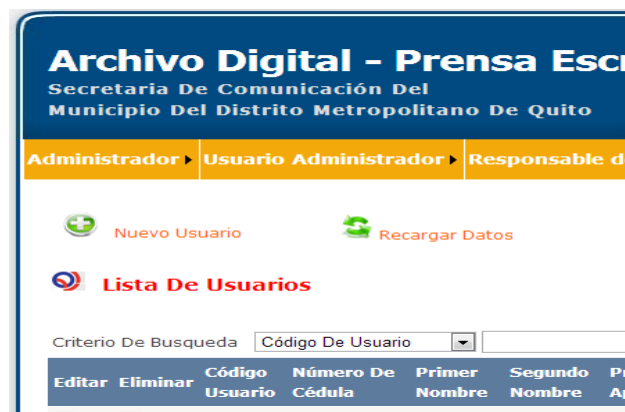 Archivo Digital - Prensa
Secretaria De Comunicación Del
Municipio Del Distrito Metropolitano De Quito
Administrador Usuario Administrador Responsable
Nuevo Usuario Recargar Datos
Lista De Usuarios
Criterio De Busqueda Código De Usuario
Editar Eliminar Código Usuario Número De Cédula Primer Nombre Segundo Nombre